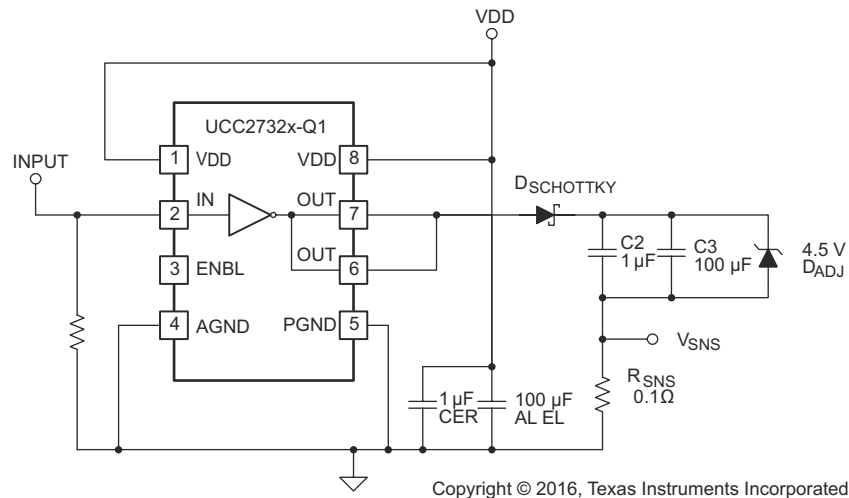 VDD
UCC2732x-Q1
INPUT
1 VDD
VDD 8
IN
2
OUT 7
OUT
6
3 ENBL
4 AGND
PGND 5
DSCHOTTKY
C2
1 µF
C3
100 µF
4.5 V
DADJ
VSNS
RSNS
0.1Ω
1 µF
CER
100 µF
AL EL
Copyright © 2016, Texas Instruments Incorporated